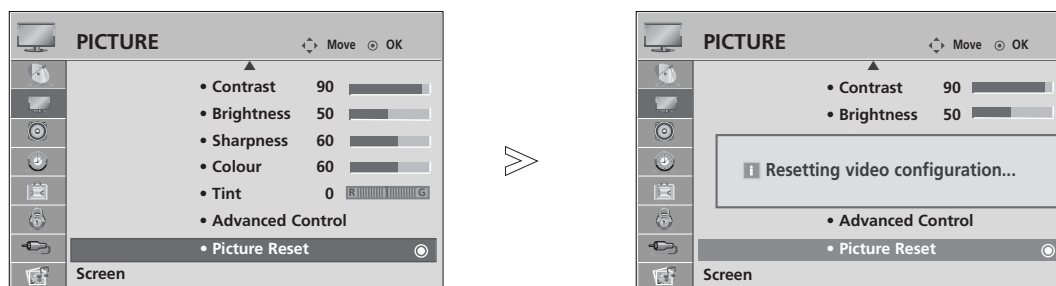 PICTURE
Move OK
• Contrast 90
• Brightness 50
• Sharpness 60
• Colour 60
• Tint 0 R G
• Advanced Control
• Picture Reset
Screen
PICTURE
Move OK
• Contrast 90
• Brightness 50
i Resetting video configuration...
• Advanced Control
• Picture Reset
Screen